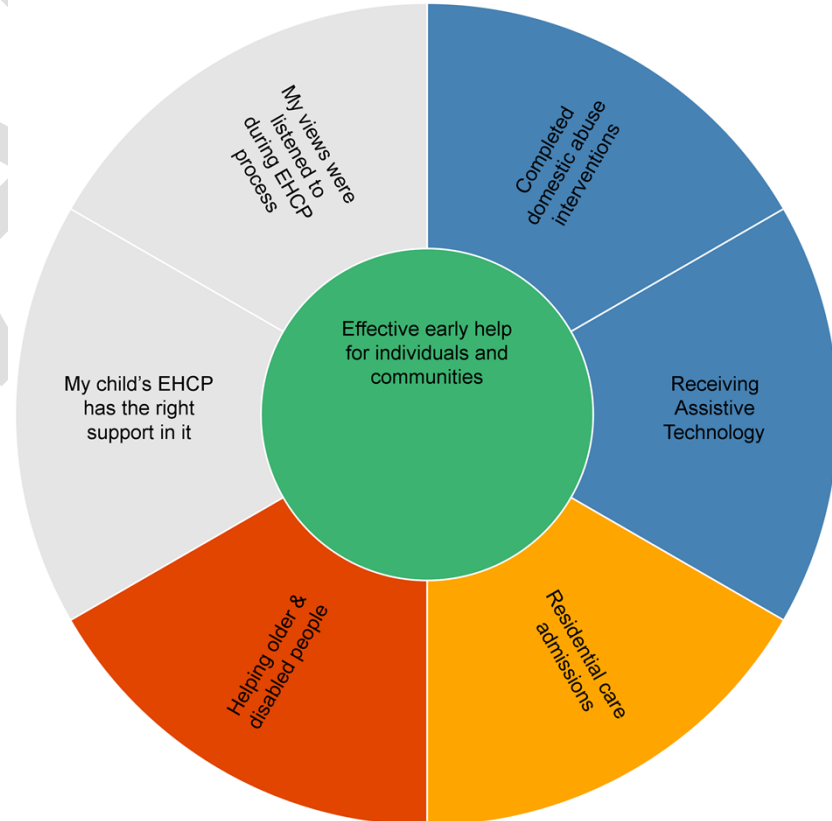 My views were
listened to
during EHCP
process
Completed
domestic abuse
interventions
Effective early help
for individuals and
communities
My child’s EHCP
has the right
support in it
Receiving
Assistive
Technology
Helping older &
disabled people
Residential care
admissions